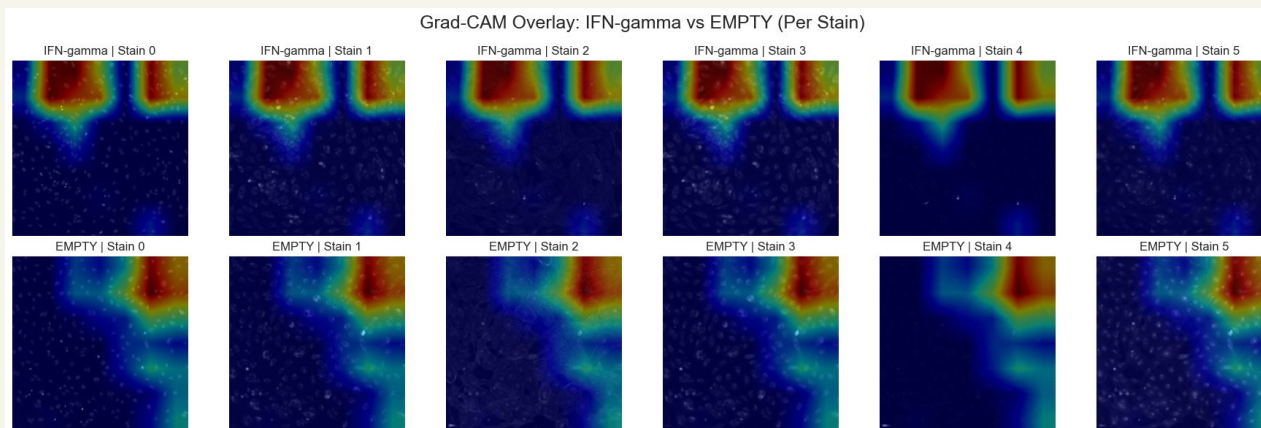 Grad-CAM Overlay: IFN-gamma vs EMPTY (Per Stain)
IFN-gamma | Stain 0
IFN-gamma | Stain 1
IFN-gamma | Stain 2
IFN-gamma | Stain 3
IFN-gamma | Stain 4
IFN-gamma | Stain 5
EMPTY | Stain 0
EMPTY | Stain 1
EMPTY | Stain 2
EMPTY | Stain 3
EMPTY | Stain 4
EMPTY | Stain 5